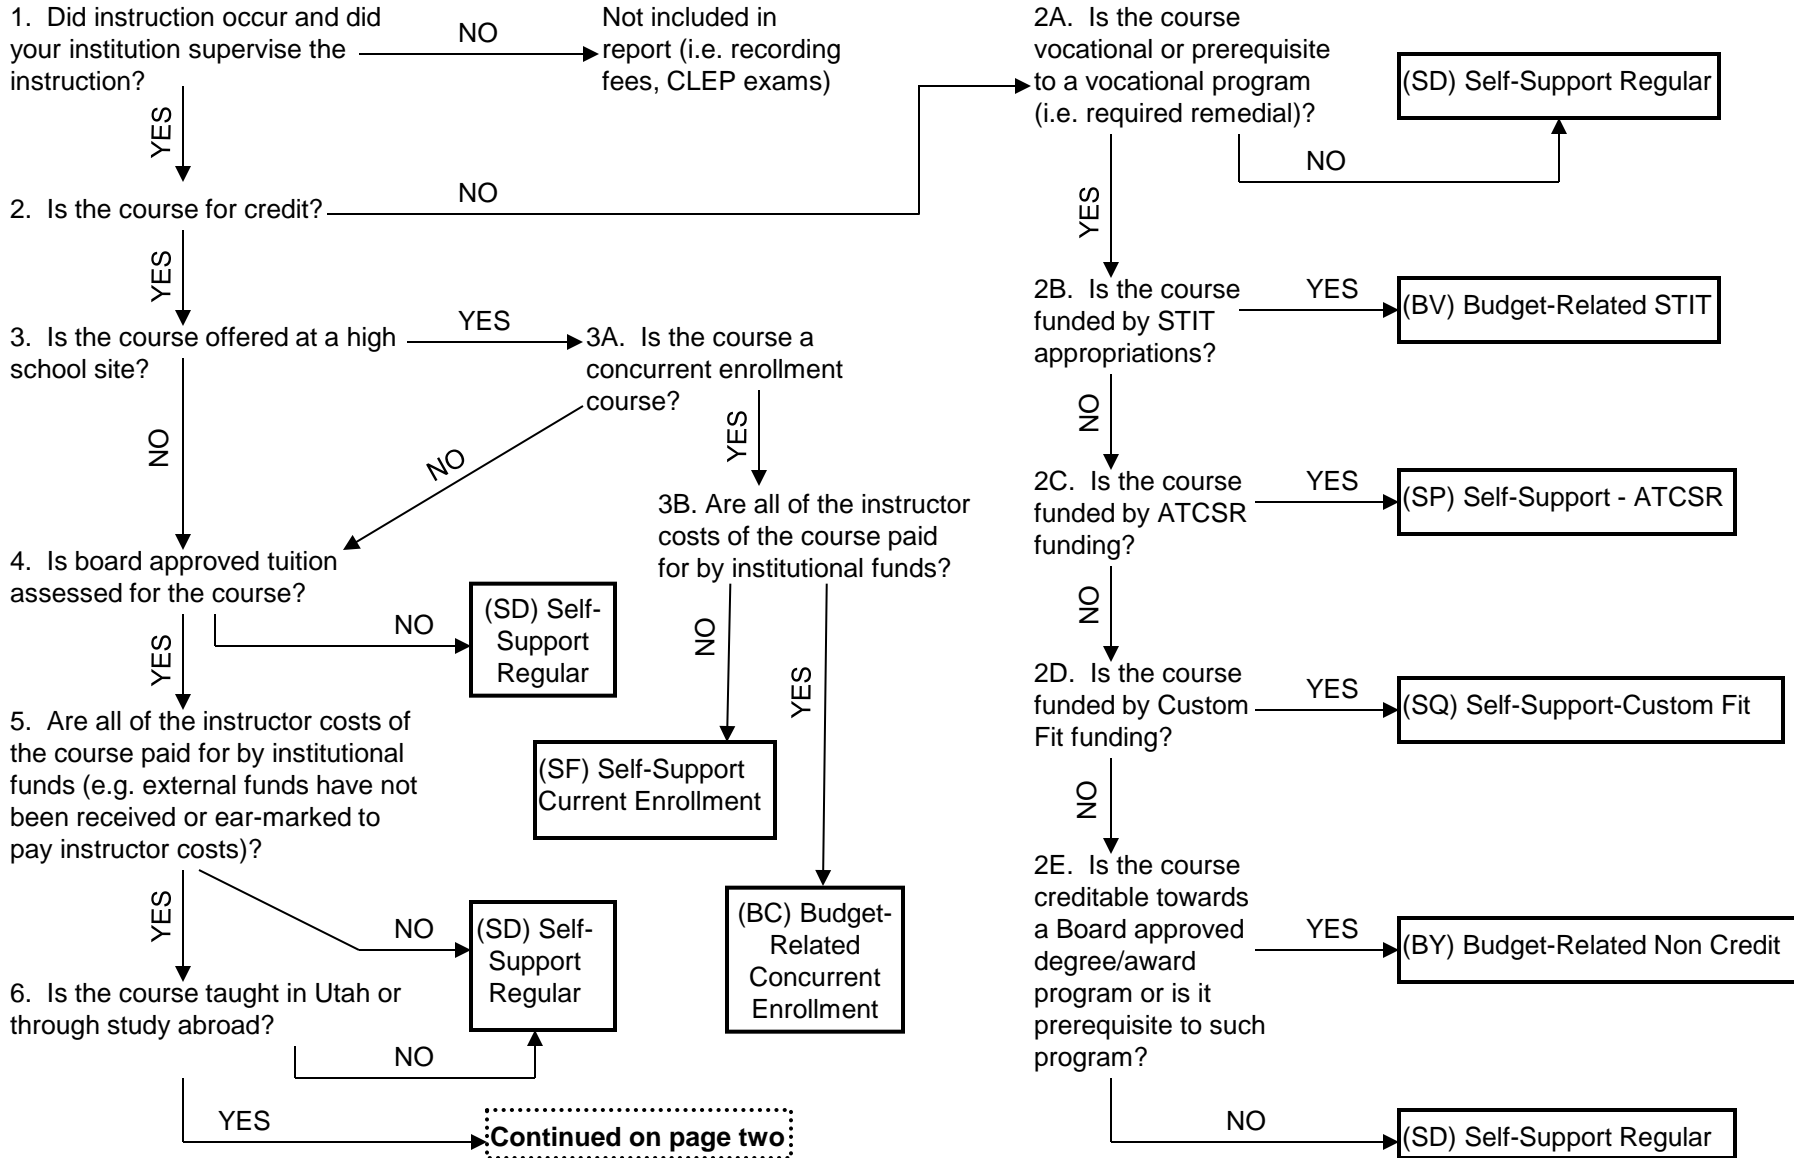 1. Did instruction occur and did
your institution supervise the
instruction?
NO
Not included in
report (i.e. recording
fees, CLEP exams)
YES
2. Is the course for credit?
NO
YES
3. Is the course offered at a high
school site?
YES
3A. Is the course a
concurrent enrollment
course?
NO
NO
YES
3B. Are all of the instructor
costs of the course paid
for by institutional funds?
NO
YES
(SF) Self-Support
Current Enrollment
(BC) Budget-
Related
Concurrent
Enrollment
4. Is board approved tuition
assessed for the course?
NO
(SD) Self-
Support
Regular
YES
5. Are all of the instructor costs of
the course paid for by institutional
funds (e.g. external funds have not
been received or ear-marked to
pay instructor costs)?
NO
(SD) Self-
Support
Regular
YES
6. Is the course taught in Utah or
through study abroad?
NO
YES
Continued on page two
2A. Is the course
vocational or prerequisite
to a vocational program
(i.e. required remedial)?
(SD) Self-Support Regular
NO
YES
2B. Is the course
funded by STIT
appropriations?
YES
(BV) Budget-Related STIT
NO
2C. Is the course
funded by ATCSR
funding?
YES
(SP) Self-Support - ATCSR
NO
2D. Is the course
funded by Custom
Fit funding?
YES
(SQ) Self-Support-Custom Fit
NO
2E. Is the course
creditable towards
a Board approved
degree/award
program or is it
prerequisite to such
program?
YES
(BY) Budget-Related Non Credit
NO
(SD) Self-Support Regular